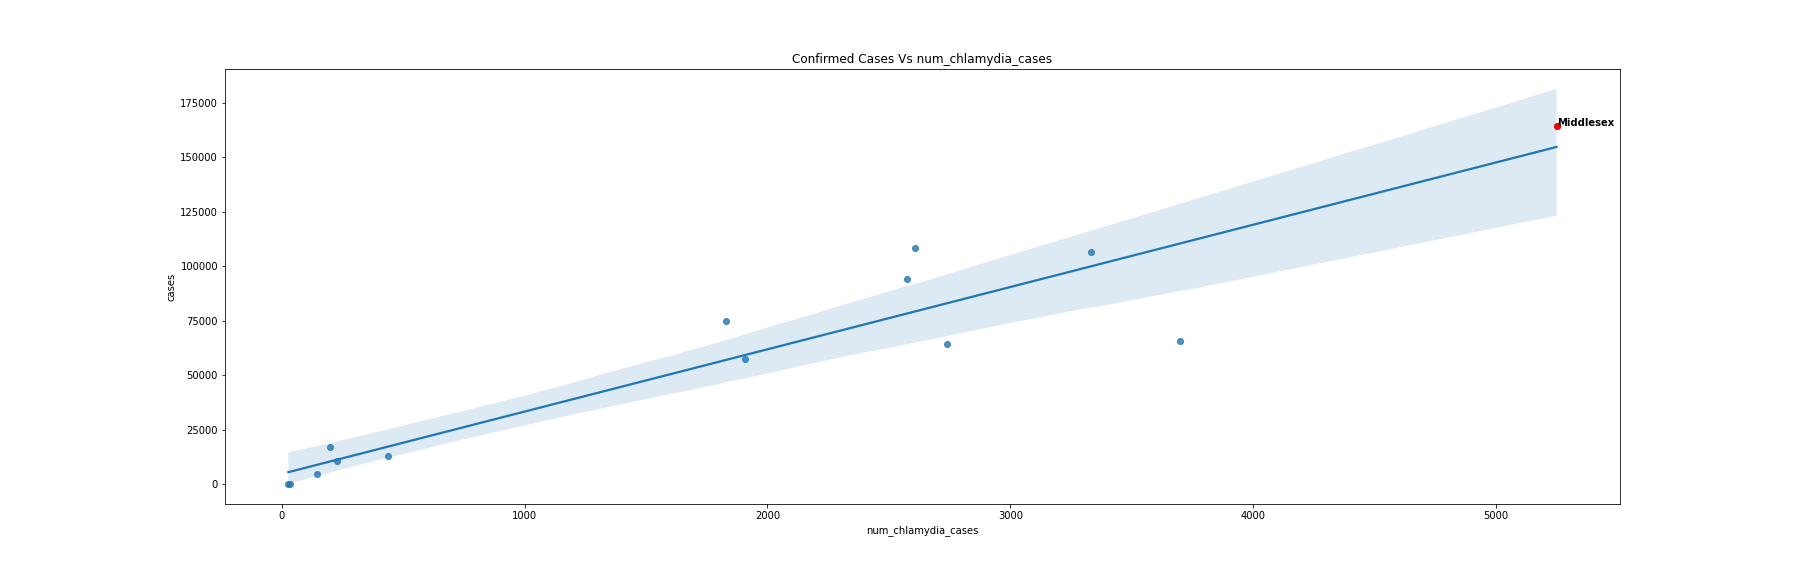 Confirmed Cases Vs num_chlamydia_cases
175000
Middlesex
150000
125000
100000
cases
75000
50000
25000
0
0 1000 2000 3000 4000 5000
num_chlamydia_cases